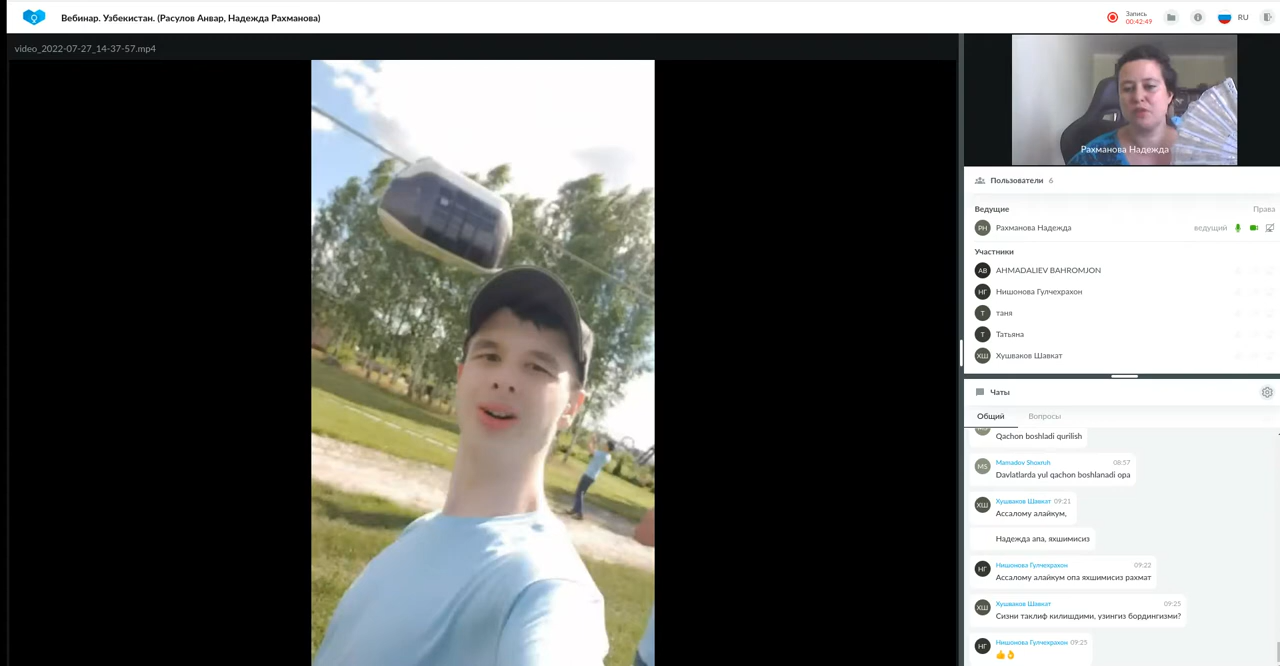 Вебинар. Узбекистан. (Расулов Анвар, Надежда Рахманова)
Запись
00:42:49
RU
video_2022-07-27_14-37-57.mp4
Рахманова Надежда
Пользователи 6
Ведущие
Права
РН
Рахманова Надежда
ведущий
Участники
AB
AHMADALIEV BAHROMJON
НГ
Нишонова Гулчехрахон
Т
таня
Т
Татьяна
ХШ
Хушваков Шавкат
Чаты
Общий
Вопросы
Qachon boshladi qurilish
MS
Mamadov Shoxruh 08:57
Davlatlarda yul qachon boshlanadi opa
ХШ
Хушваков Шавкат 09:21
Ассалому алайкум,
Надежда апа, яхшимисиз
НГ
Нишонова Гулчехрахон 09:22
Ассалому алайкум опа яхшимисиз рахмат
ХШ
Хушваков Шавкат 09:25
Сизни таклиф килишдими, узингиз бордингизми?
НГ
Нишонова Гулчехрахон 09:25
👍👌